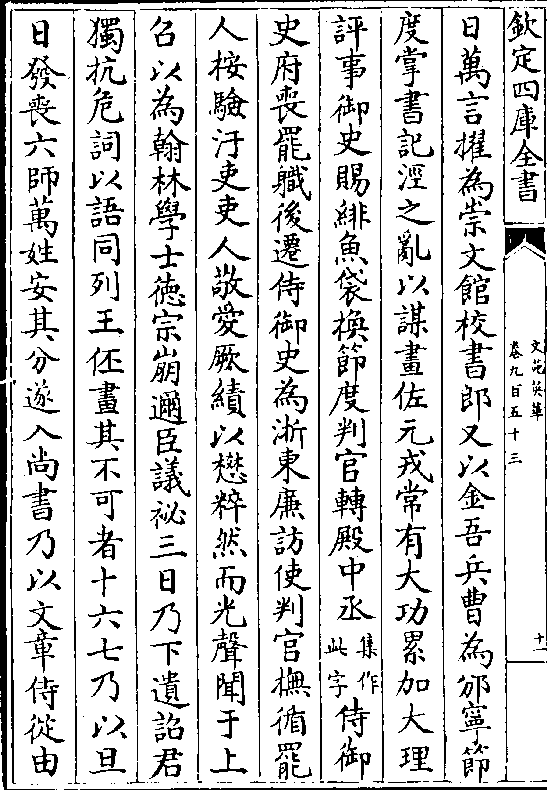 欽定四庫全書
文苑英華
卷九百五十三
十一
日萬言擢為崇文館校書郎又以金吾兵曹為邠寧節
度掌書記涇之亂以謀畫佐元戎常有大功累加大理
評事御史賜緋魚袋換節度判官轉殿中丞集作此字侍御
史府喪罷職後遷侍御史為浙東廉訪使判官撫循罷
人按驗汙吏吏人敬愛厥績以懋粹然而光聲聞于上
召以為翰林學士徳宗崩邇臣議祕三日乃下遺詔君
獨抗危詞以語同列王伾畫其不可者十六七乃以旦
日發喪六師萬姓安其分遂入尚書乃以文章侍從由